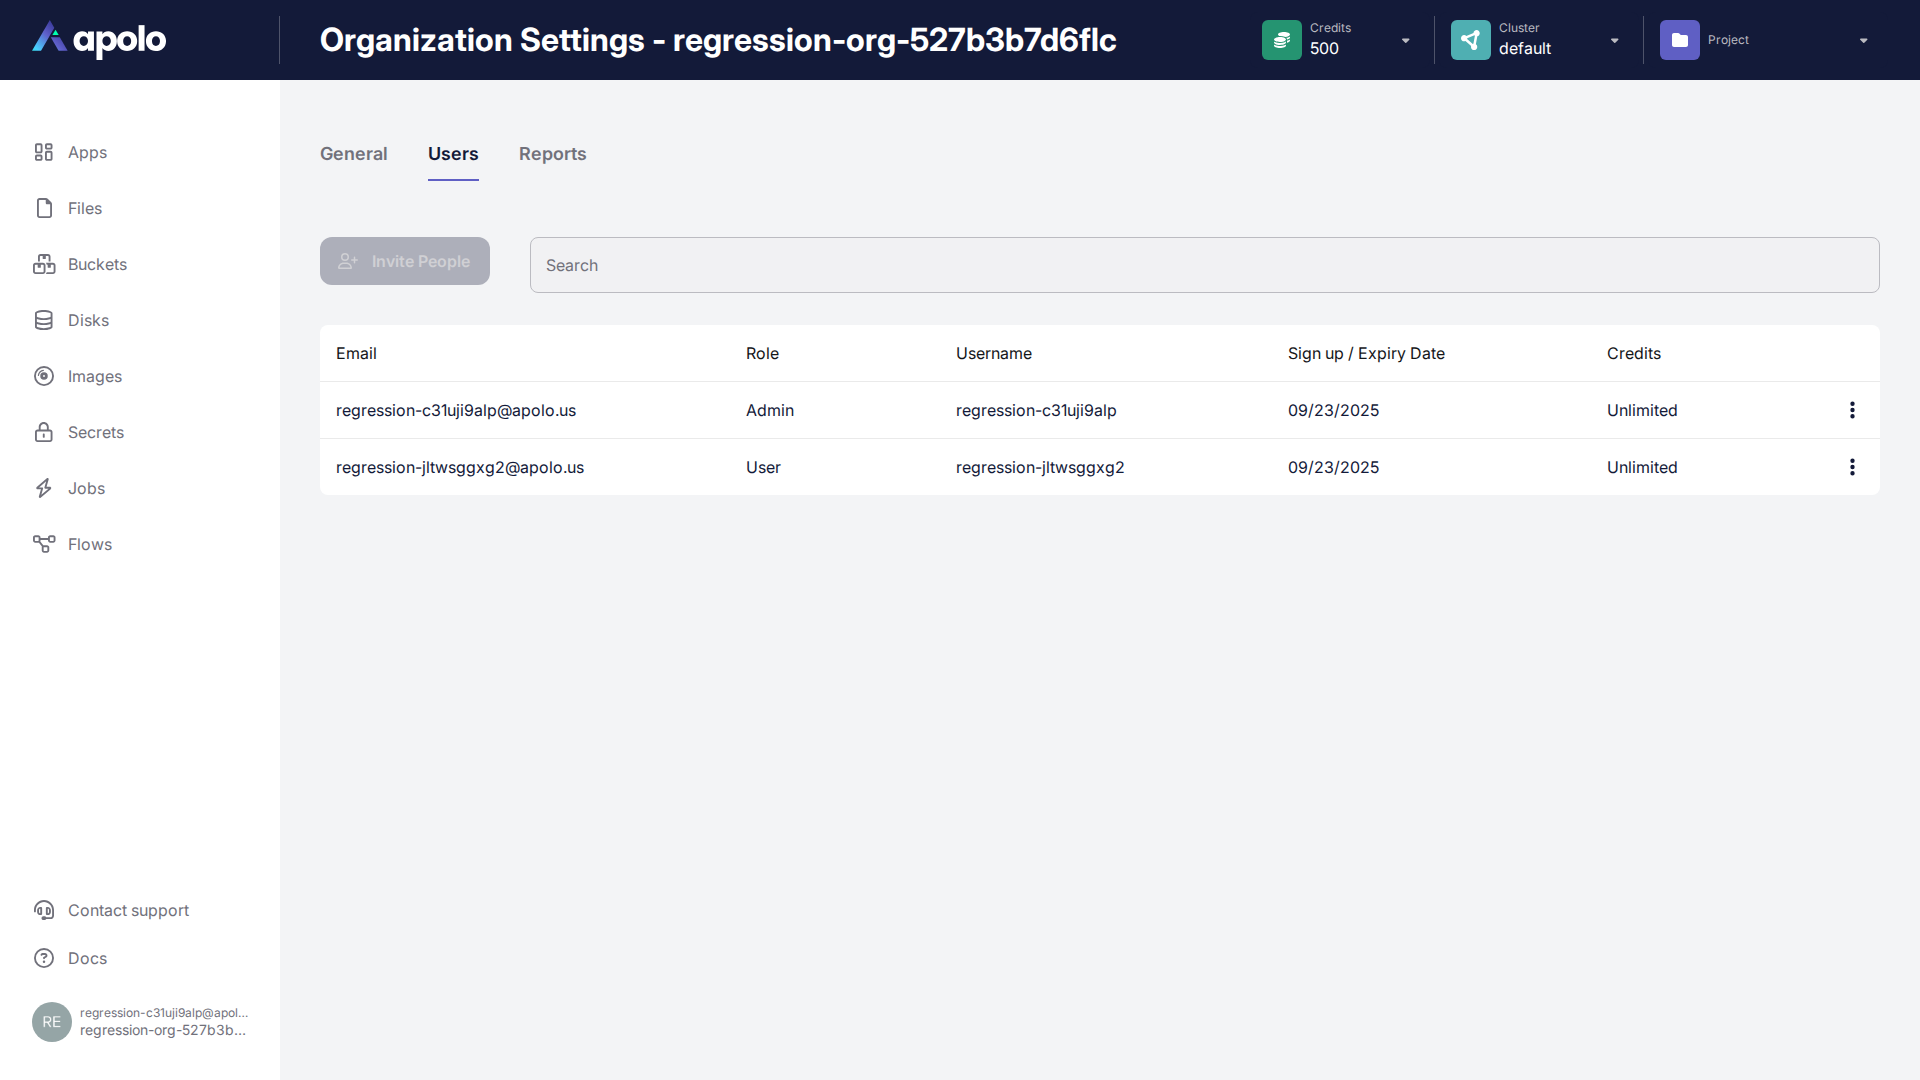 apolo
Organization Settings - regression-org-527b3b7d6flc
Credits
500
Cluster
default
Project
Apps
Files
Buckets
Disks
Images
Secrets
Jobs
Flows
General
Users
Reports
Invite People
Search
Email Role Username Sign up / Expiry Date Credits
regression-c31uji9alp@apolo.us Admin regression-c31uji9alp 09/23/2025 Unlimited
regression-jltwsggxg2@apolo.us User regression-jltwsggxg2 09/23/2025 Unlimited
Contact support
Docs
RE
regression-c31uji9alp@apol...
regression-org-527b3b...